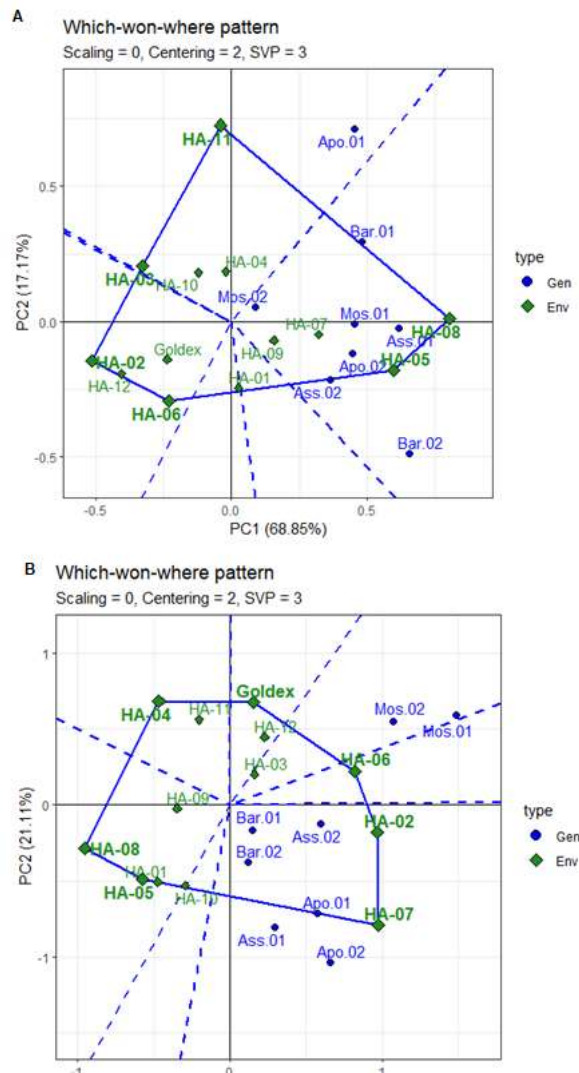 A
Which-won-where pattern
Scaling = 0, Centering = 2, SVP = 3
HA-11
Apo.01
0.5
Bar.01
HA-03
HA-10
HA-04
Mos.02
Mos.01
HA-07
HA-08
Ass.01
0.0
PC2 (17.17%)
HA-02
Goldex
HA-09
Apo.02
HA-05
HA-12
HA-01
Ass.02
HA-06
Bar.02
-0.5
-0.5
0.0
0.5
PC1 (68.85%)
type
Gen
Env
B
Which-won-where pattern
Scaling = 0, Centering = 2, SVP = 3
1
HA-04
HA-11
Goldex
Mos.02
Mos.01
HA-12
HA-06
HA-03
HA-09
0
Bar.01
Ass.02
HA-02
PC2 (21.11%)
HA-08
Bar.02
HA-01
HA-05
HA-10
Apo.01
HA-07
Ass.01
Apo.02
-1
-1
0
1
type
Gen
Env